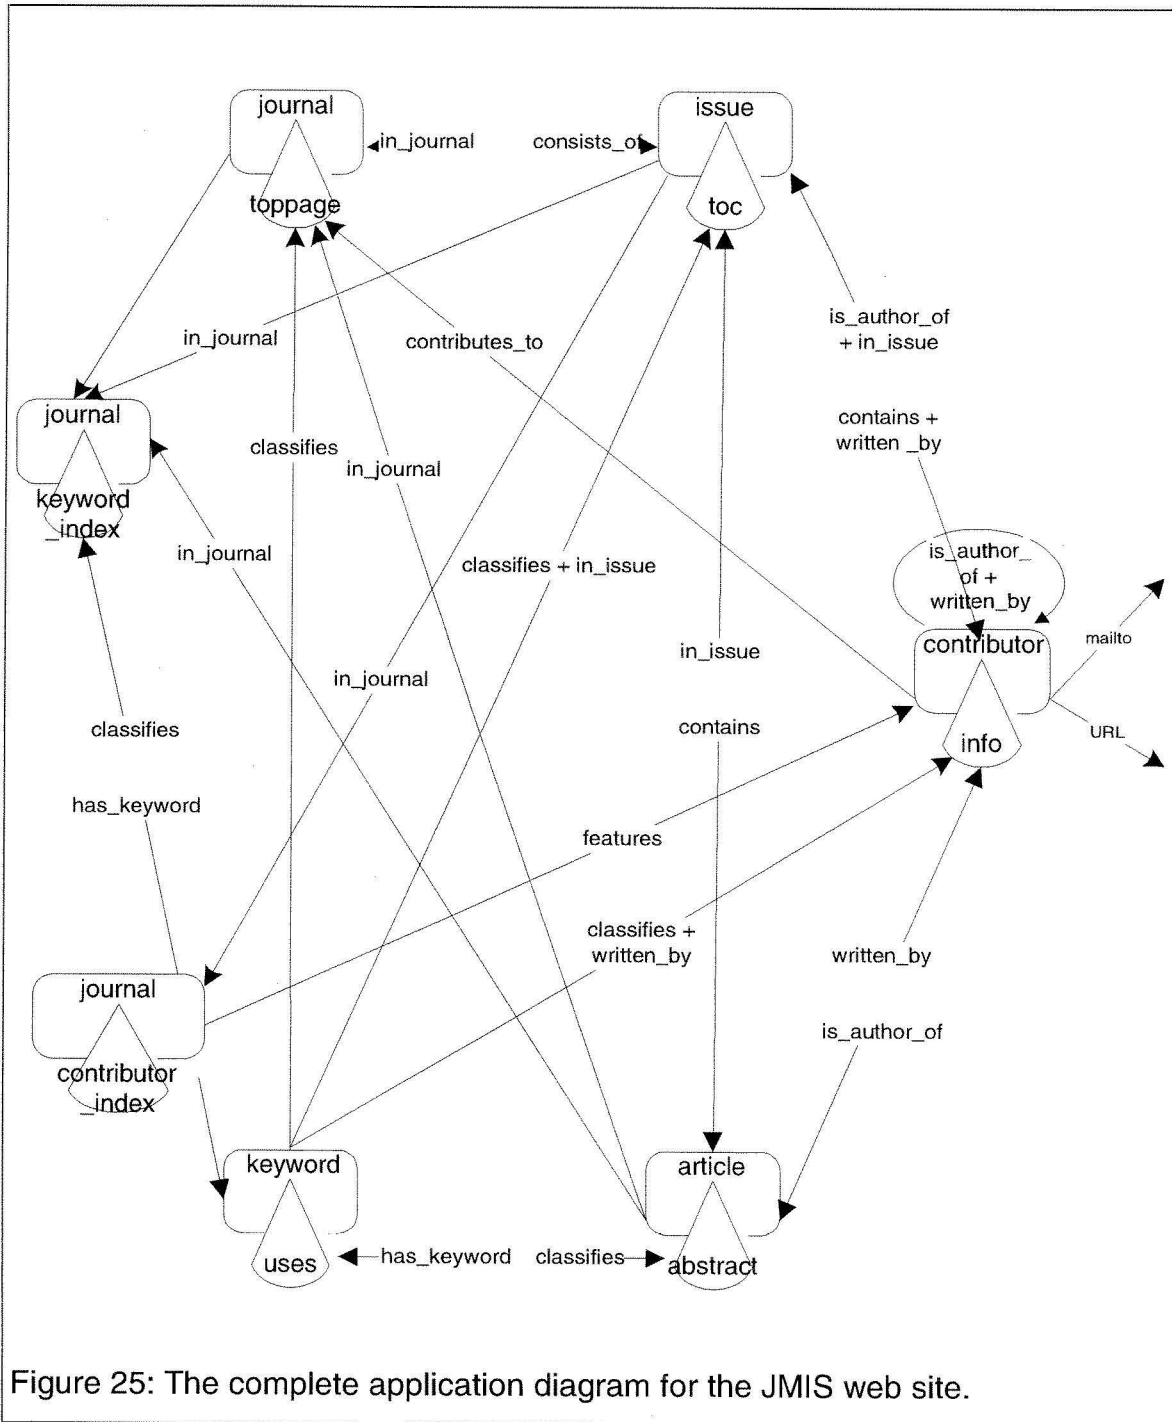 journal
issue
in_journal
consists_of
toppage
toc
in_journal
contributes_to
is_author_of
+ in_issue
journal
contains +
written _by
classifies
in_journal
keyword
_index
in_journal
classifies + in_issue
is_author_
of +
written_by
contributor
mailto
in_issue
in_journal
classifies
contains
URL
info
has_keyword
features
classifies +
written_by
written_by
journal
is_author_of
contributor
_index
keyword
article
uses
has_keyword
classifies
abstract
Figure 25: The complete application diagram for the JMIS web site.